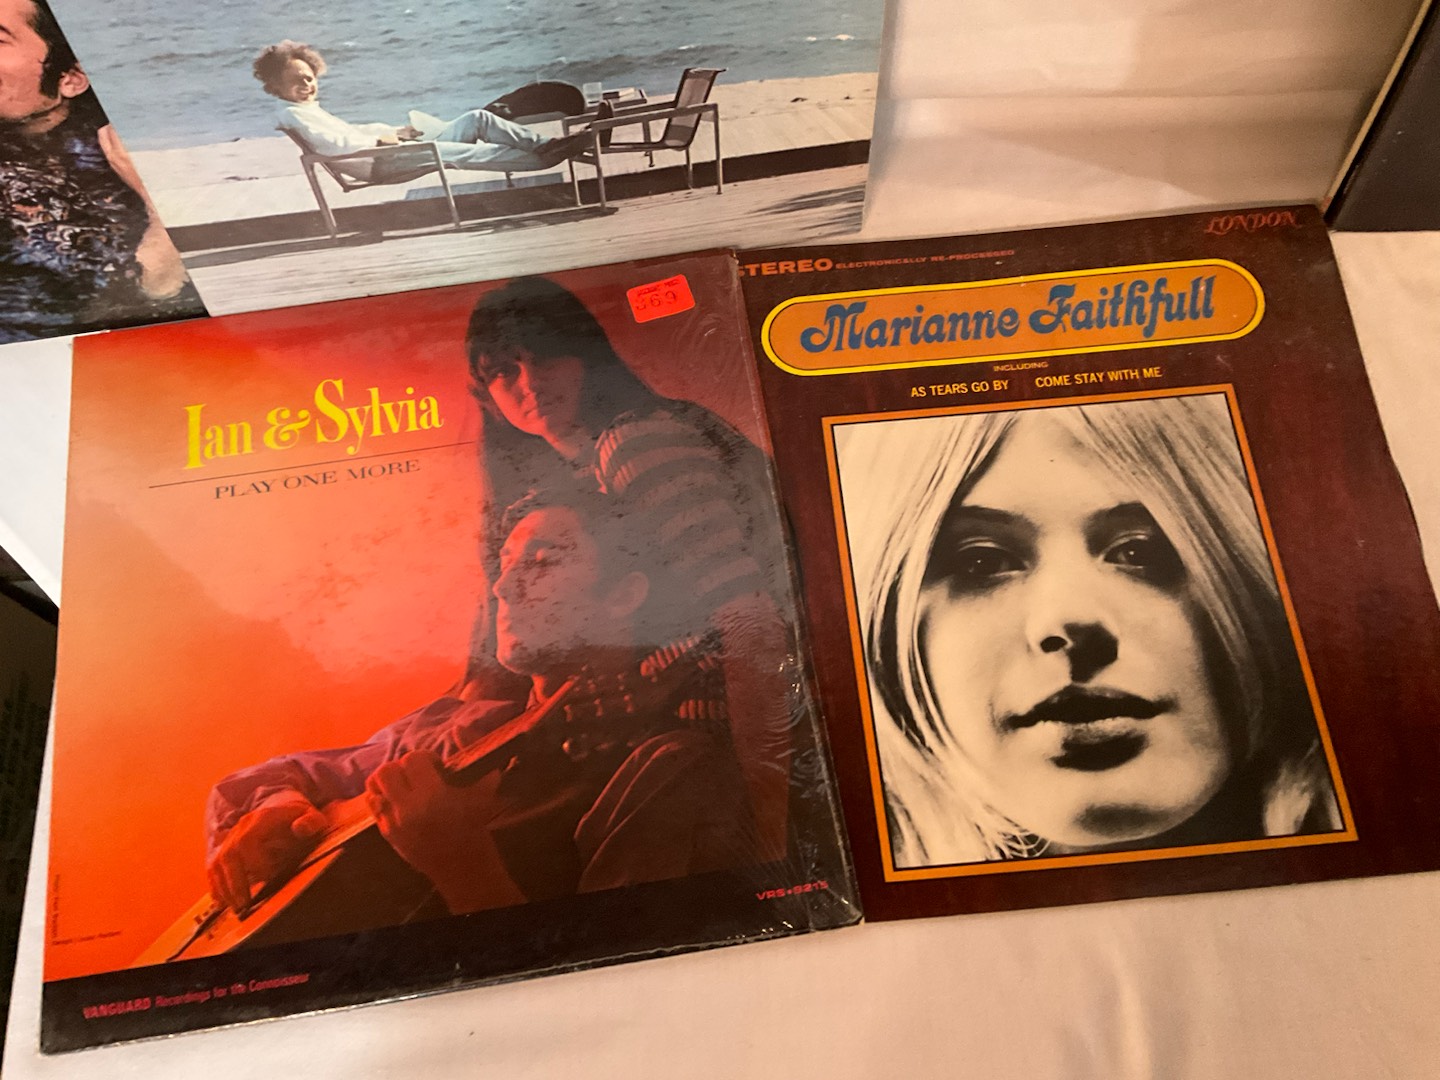 Ian & Sylvia
PLAY ONE MORE
369
VRS-9215
VANGUARD Recordings for the Connoisseur
LONDON
STEREO ELECTRONICALLY RE-PROCESSED
Marianne Faithfull
INCLUDING
AS TEARS GO BY COME STAY WITH ME